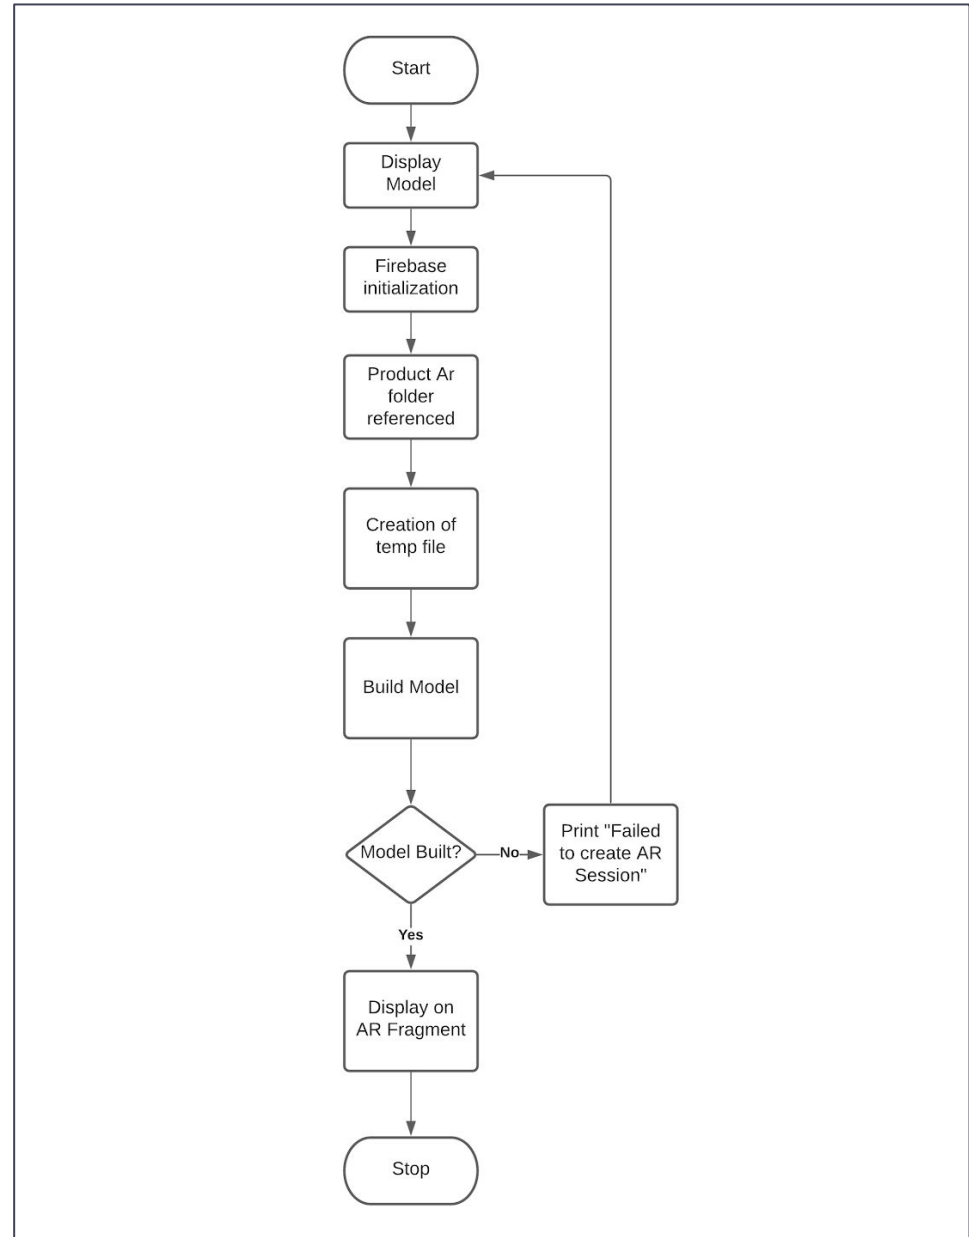 Start
Display
Model
Firebase
initialization
Product Ar
folder
referenced
Creation of
temp file
Build Model
Model Built?
No
Print "Failed
to create AR
Session"
Yes
Display on
AR Fragment
Stop